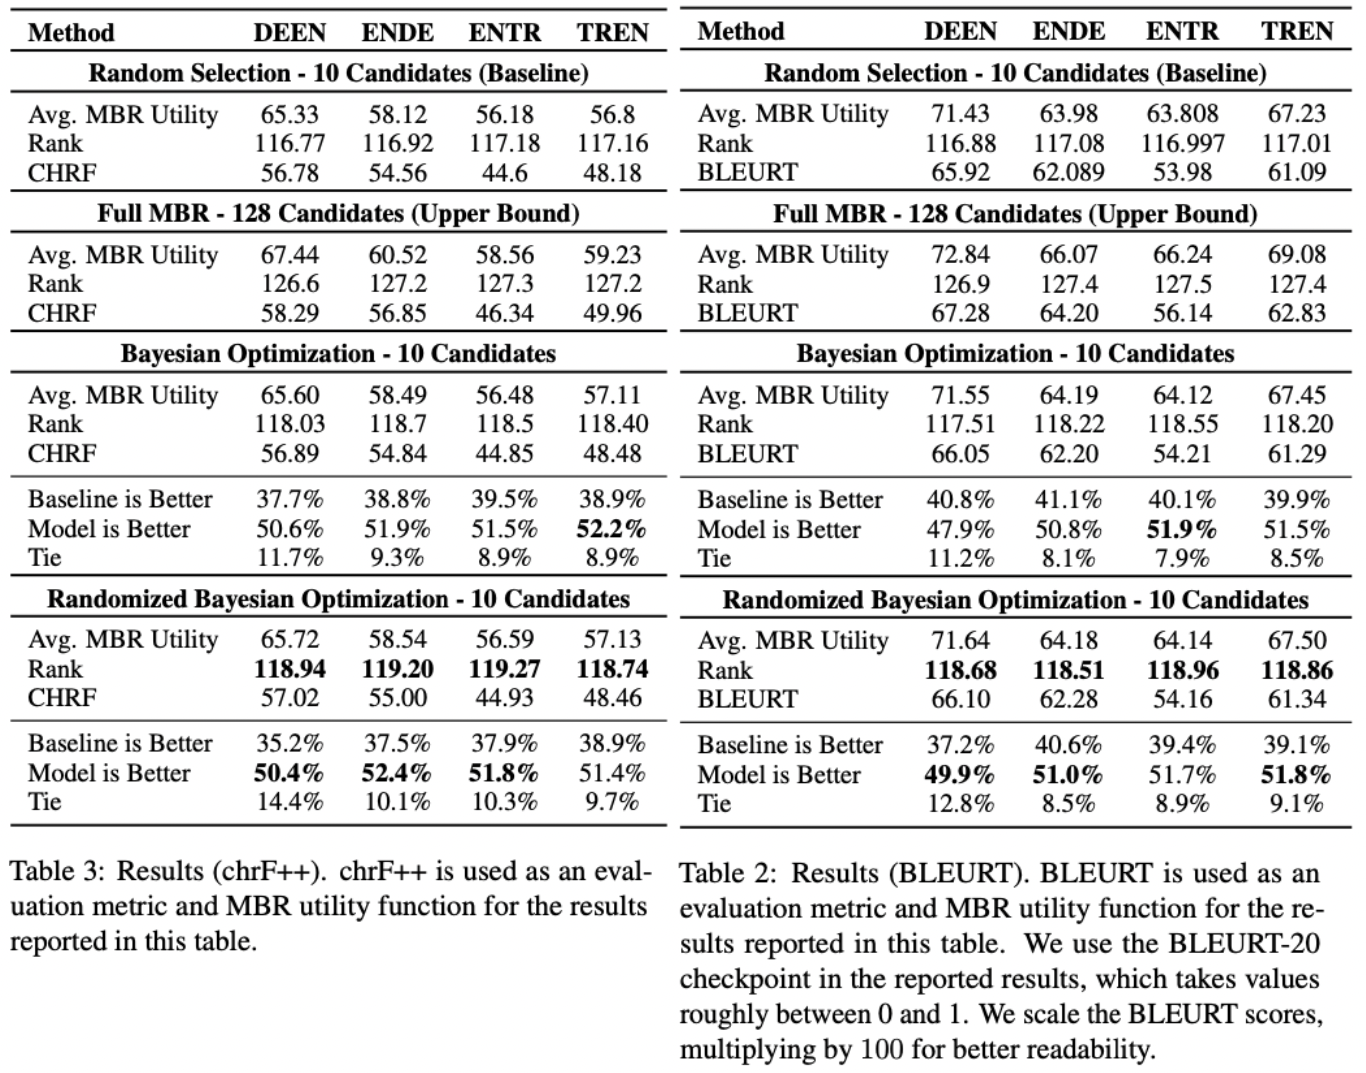 Method DEEN ENDE ENTR TREN
Random Selection - 10 Candidates (Baseline)
Avg. MBR Utility 65.33 58.12 56.18 56.8
Rank 116.77 116.92 117.18 117.16
CHRF 56.78 54.56 44.6 48.18
Full MBR - 128 Candidates (Upper Bound)
Avg. MBR Utility 67.44 60.52 58.56 59.23
Rank 126.6 127.2 127.3 127.2
CHRF 58.29 56.85 46.34 49.96
Bayesian Optimization - 10 Candidates
Avg. MBR Utility 65.60 58.49 56.48 57.11
Rank 118.03 118.7 118.5 118.40
CHRF 56.89 54.84 44.85 48.48
Baseline is Better 37.7% 38.8% 39.5% 38.9%
Model is Better 50.6% 51.9% 51.5% 52.2%
Tie 11.7% 9.3% 8.9% 8.9%
Randomized Bayesian Optimization - 10 Candidates
Avg. MBR Utility 65.72 58.54 56.59 57.13
Rank 118.94 119.20 119.27 118.74
CHRF 57.02 55.00 44.93 48.46
Baseline is Better 35.2% 37.5% 37.9% 38.9%
Model is Better 50.4% 52.4% 51.8% 51.4%
Tie 14.4% 10.1% 10.3% 9.7%
Table 3: Results (chrF++). chrF++ is used as an eval-
uation metric and MBR utility function for the results
reported in this table.
Method DEEN ENDE ENTR TREN
Random Selection - 10 Candidates (Baseline)
Avg. MBR Utility 71.43 63.98 63.808 67.23
Rank 116.88 117.08 116.997 117.01
BLEURT 65.92 62.089 53.98 61.09
Full MBR - 128 Candidates (Upper Bound)
Avg. MBR Utility 72.84 66.07 66.24 69.08
Rank 126.9 127.4 127.5 127.4
BLEURT 67.28 64.20 56.14 62.83
Bayesian Optimization - 10 Candidates
Avg. MBR Utility 71.55 64.19 64.12 67.45
Rank 117.51 118.22 118.55 118.20
BLEURT 66.05 62.20 54.21 61.29
Baseline is Better 40.8% 41.1% 40.1% 39.9%
Model is Better 47.9% 50.8% 51.9% 51.5%
Tie 11.2% 8.1% 7.9% 8.5%
Randomized Bayesian Optimization - 10 Candidates
Avg. MBR Utility 71.64 64.18 64.14 67.50
Rank 118.68 118.51 118.96 118.86
BLEURT 66.10 62.28 54.16 61.34
Baseline is Better 37.2% 40.6% 39.4% 39.1%
Model is Better 49.9% 51.0% 51.7% 51.8%
Tie 12.8% 8.5% 8.9% 9.1%
Table 2: Results (BLEURT). BLEURT is used as an
evaluation metric and MBR utility function for the re-
sults reported in this table. We use the BLEURT-20
checkpoint in the reported results, which takes values
roughly between 0 and 1. We scale the BLEURT scores,
multiplying by 100 for better readability.